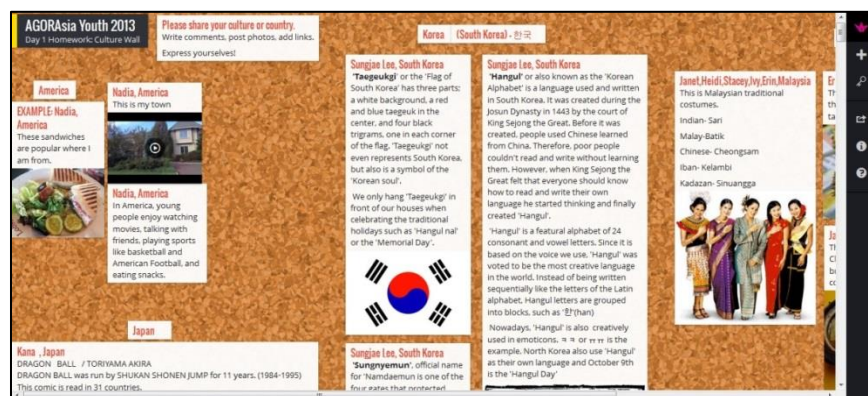 AGORAsia Youth 2013
Day 1 Homework: Culture Wall
Please share your culture or country.
Write comments, post photos, add links.
Express yourselves!
America
EXAMPLE: Nadia,
America
These sandwiches
are popular where I
am from.
Nadia, America
This is my town
Nadia, America
In America, young
people enjoy watching
movies, talking with
friends, playing sports
like basketball and
American Football, and
eating snacks.
Japan
Kana , Japan
DRAGON BALL / TORIYAMA AKIRA
DRAGON BALL was run by SHUKAN SHONEN JUMP for 11 years. (1984-1995)
This comic is read in 31 countries.
Korea (South Korea) - 한국
Sungjae Lee, South Korea
'Taegeukgi' or the 'Flag of
South Korea' has three parts:
a white background, a red
and blue taegeuk in the
center, and four black
trigrams, one in each corner
of the flag. 'Taegeukgi' not
even represents South Korea,
but also is a symbol of the
'Korean soul'.
We only hang 'Taegeukgi' in
front of our houses when
celebrating the traditional
holidays such as 'Hangul nal'
or the 'Memorial Day'.
Sungjae Lee, South Korea
'Sungnyemun', official name
for 'Namdaemun is one of the
four gates that protected
Sungjae Lee, South Korea
'Hangul' or also known as the 'Korean
Alphabet' is a language used and written
in South Korea. It was created during the
Josun Dynasty in 1443 by the court of
King Sejong the Great. Before it was
created, people used Chinese learned
from China. Therefore, poor people
couldn't read and write without learning
them. However, when King Sejong the
Great felt that everyone should know
how to read and write their own
language he started thinking and finally
created 'Hangul'.
'Hangul' is a featural alphabet of 24
consonant and vowel letters. Since it is
based on the voice we use, 'Hangul' was
voted to be the most creative language
in the world. Instead of being written
sequentially like the letters of the Latin
alphabet, Hangul letters are grouped
into blocks, such as '한'(han)
Nowadays, 'Hangul' is also creatively
used in emoticons. ㅋㅋ or ㅠㅠ is the
example. North Korea also use 'Hangul'
as their own language and October 9th
is the 'Hangul Day'
Janet,Heidi,Stacey,Ivy,Erin,Malaysia
This is Malaysian traditional
costumes.
Indian- Sari
Malay-Batik
Chinese- Cheongsam
Iban- Kelambi
Kadazan- Sinuangga